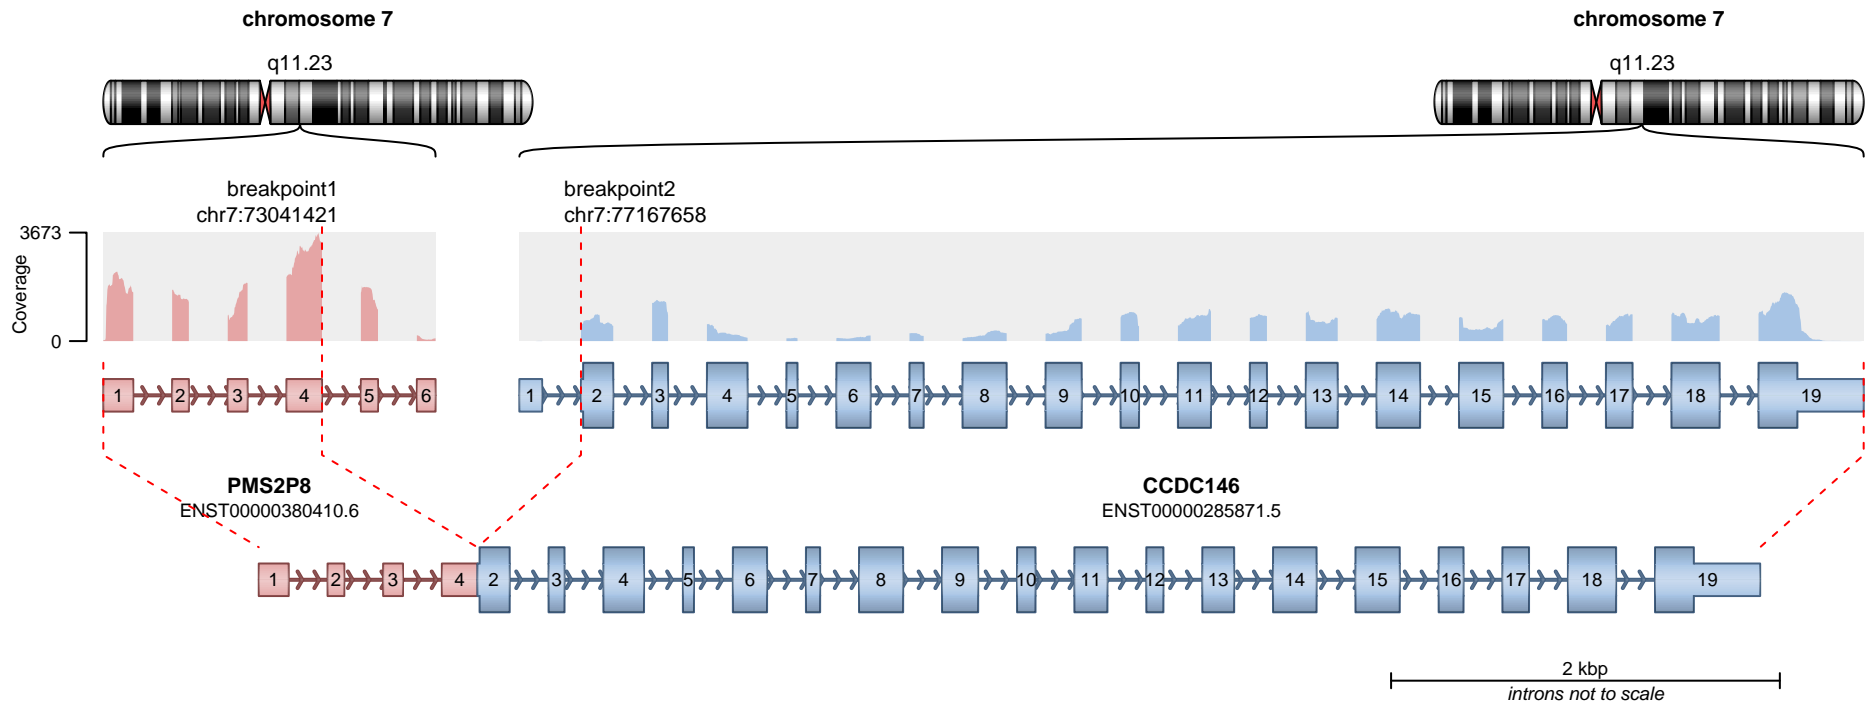 chromosome 7
chromosome 7
q11.23
q11.23
breakpoint1
chr7:73041421
breakpoint2
chr7:77167658
3673
Coverage
0
1 2 3 4 5 6
1 2 3 4 5 6 7 8 9 10 11 12 13 14 15 16 17 18 19
PMS2P8
ENST00000380410.6
CCDC146
ENST00000285871.5
1 2 3 4 2 3 4 5 6 7 8 9 10 11 12 13 14 15 16 17 18 19
2 kbp
introns not to scale